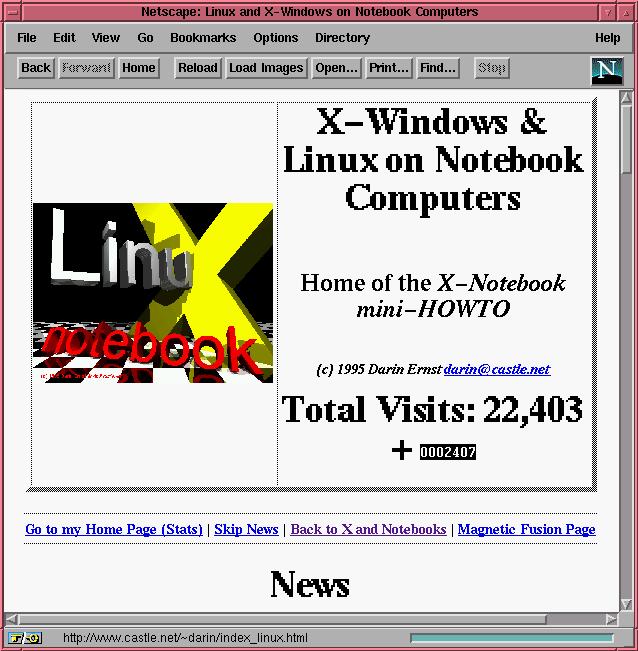 Netscape: Linux and X-Windows on Notebook Computers
File Edit View Go Bookmarks Options Directory Help
Back Forward Home Reload Load Images Open... Print... Find... Stop N
X-Windows &
Linux on Notebook
Computers
Linux
notebook
Home of the X-Notebook
mini-HOWTO
(c) 1995 Darin Ernst darin@castle.net
Total Visits: 22,403
+ 0002407
Go to my Home Page (Stats) | Skip News | Back to X and Notebooks | Magnetic Fusion Page
News
http://www.castle.net/~darin/index_linux.html